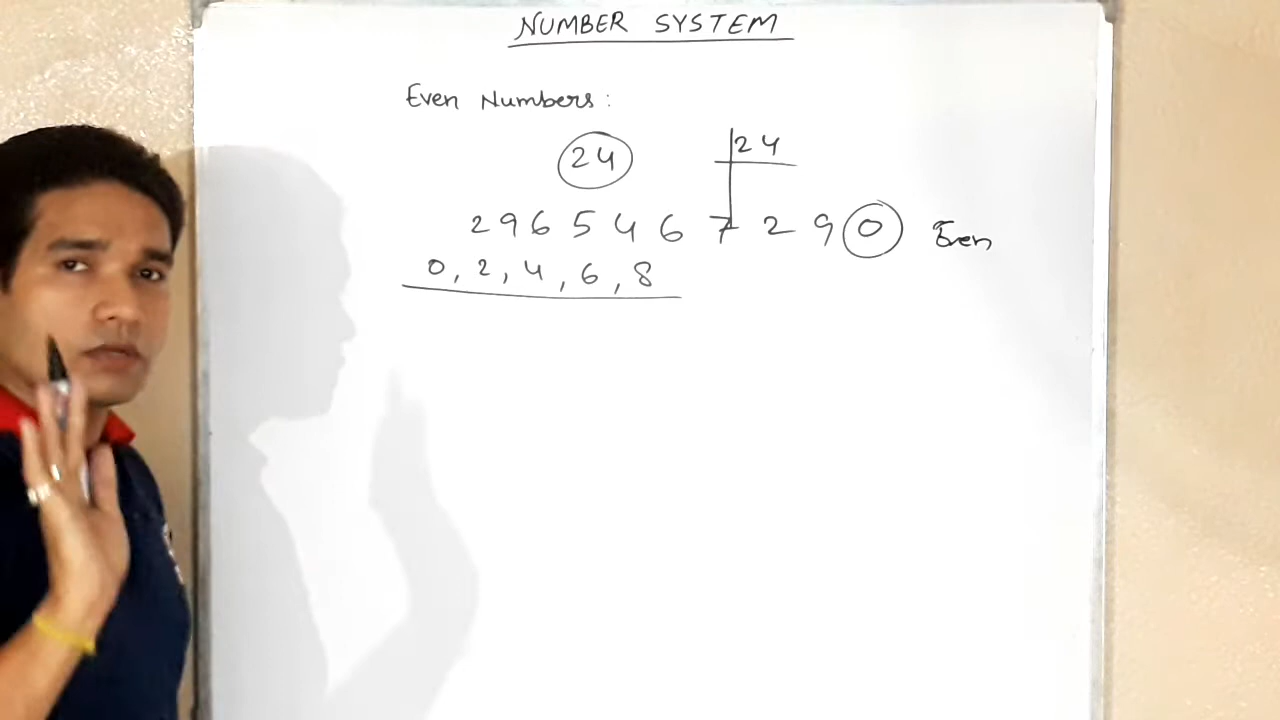 NUMBER SYSTEM
Even Numbers :
24 24
2 9 6 5 4 6 7 2 9 0 Even
0, 2, 4, 6, 8